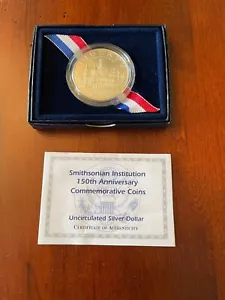 Smithsonian Institution
150th Anniversary
Commemorative Coins
Uncirculated Silver Dollar
CERTIFICATE OF AUTHENTICITY